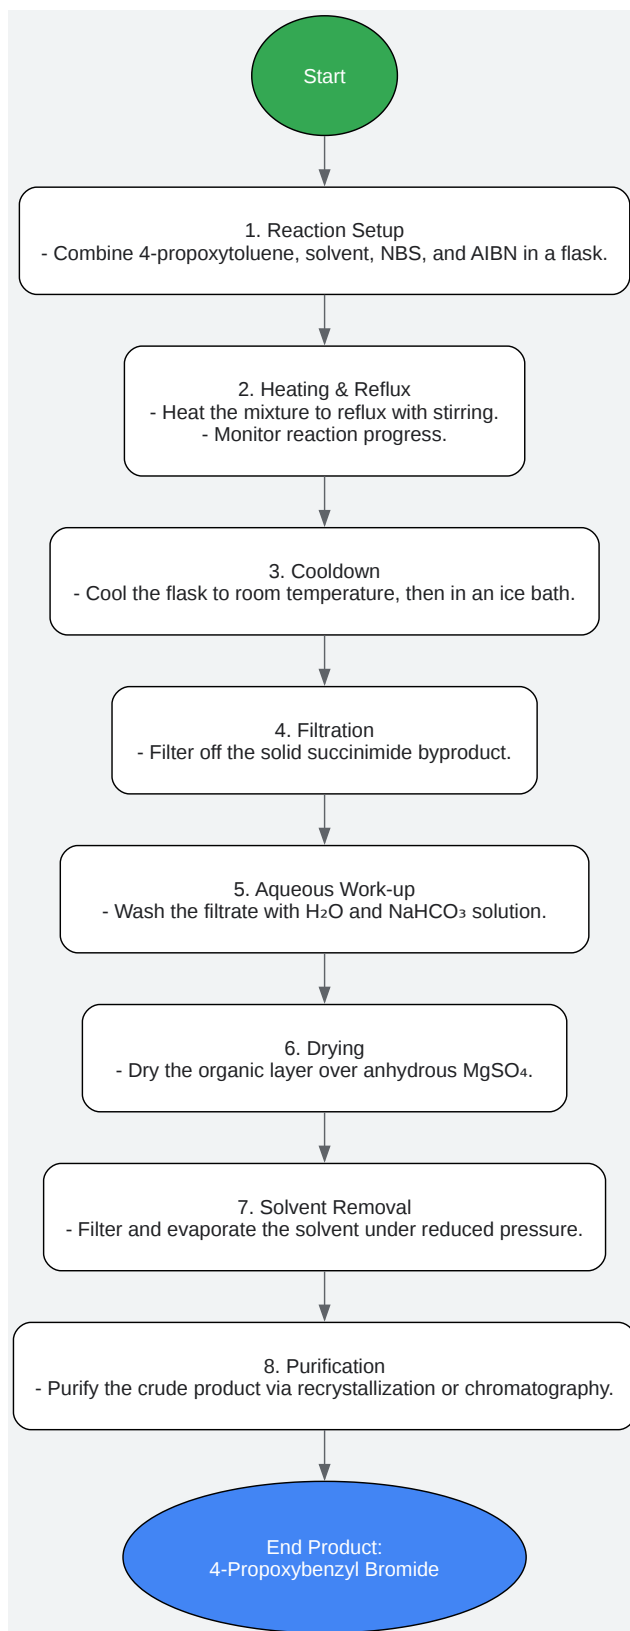 Start
1. Reaction Setup
- Combine 4-propoxytoluene, solvent, NBS, and AIBN in a flask.
2. Heating & Reflux
- Heat the mixture to reflux with stirring.
- Monitor reaction progress.
3. Cooldown
- Cool the flask to room temperature, then in an ice bath.
4. Filtration
- Filter off the solid succinimide byproduct.
5. Aqueous Work-up
- Wash the filtrate with H₂O and NaHCO₃ solution.
6. Drying
- Dry the organic layer over anhydrous MgSO₄.
7. Solvent Removal
- Filter and evaporate the solvent under reduced pressure.
8. Purification
- Purify the crude product via recrystallization or chromatography.
End Product:
4-Propoxybenzyl Bromide